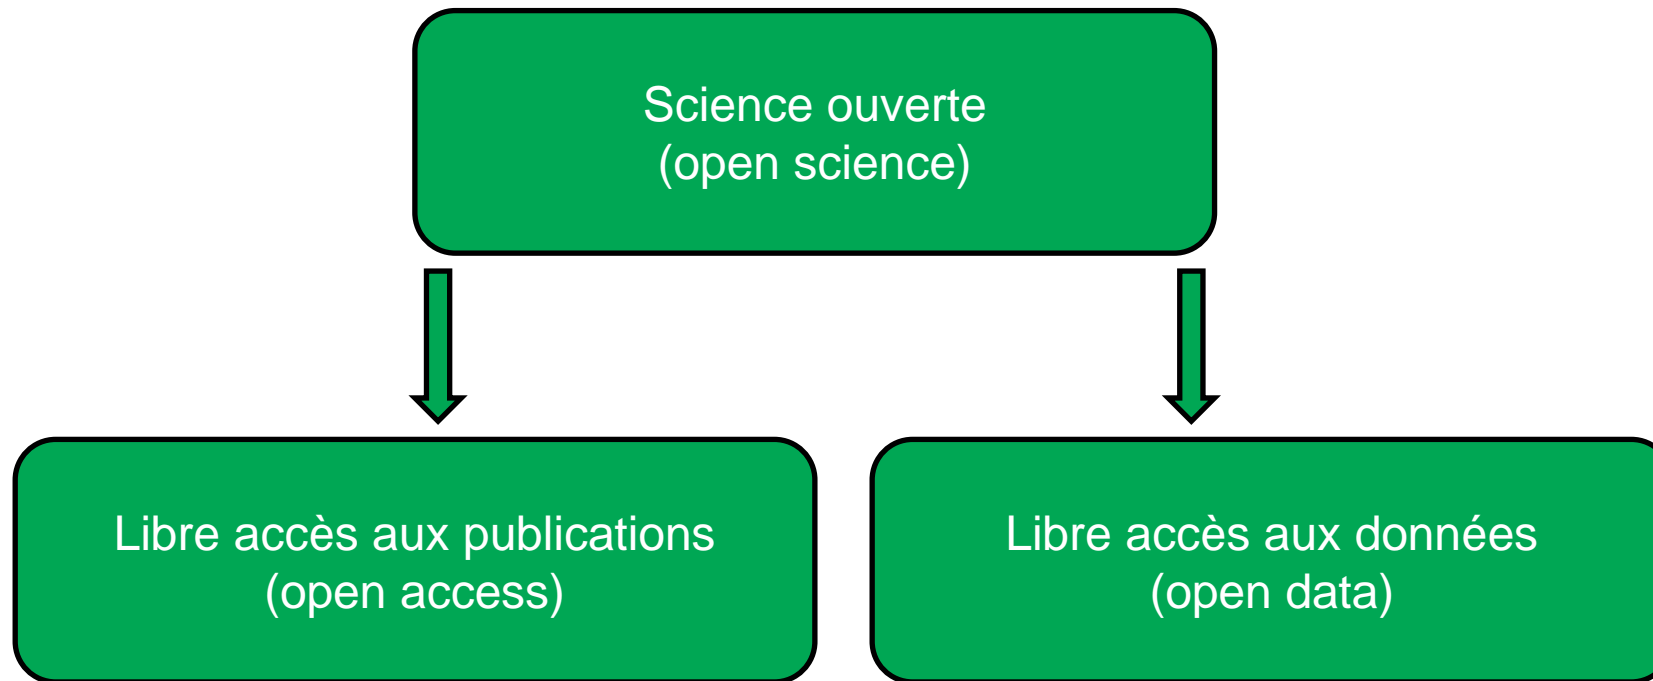 Science ouverte
(open science)
Libre accès aux publications
(open access)
Libre accès aux données
(open data)